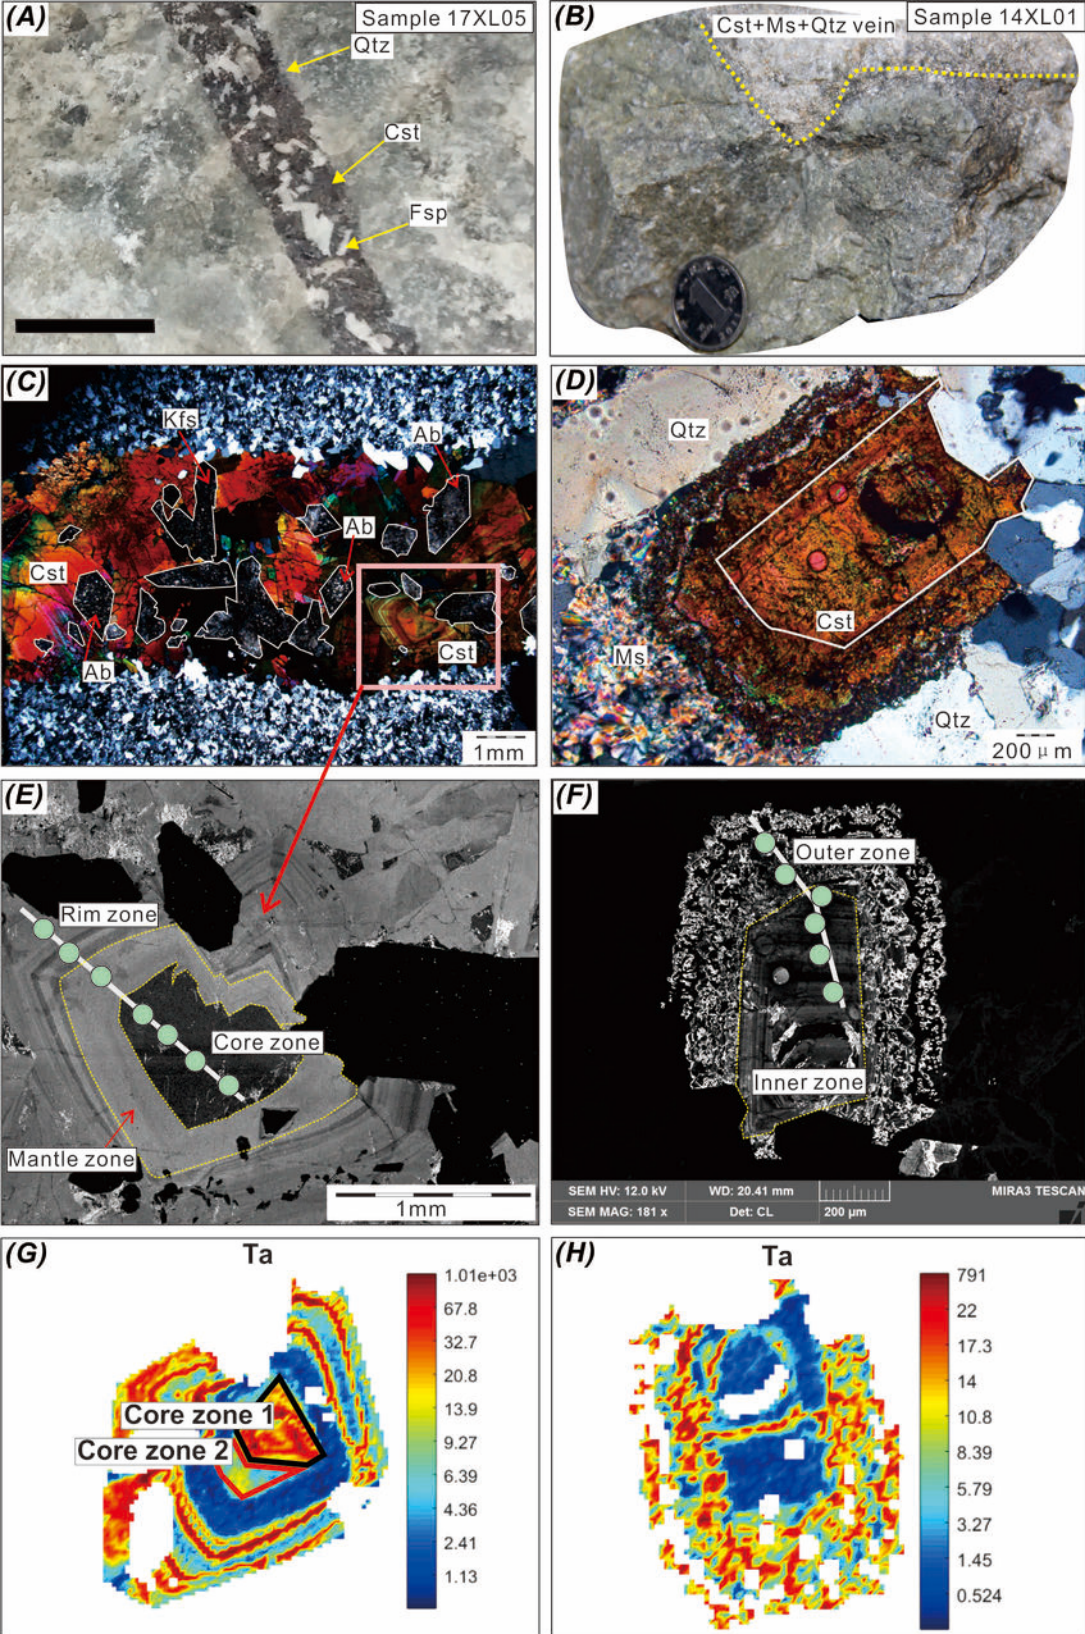 (A)
Sample 17XL05
Qtz
Cst
Fsp
(B)
Cst+Ms+Qtz vein
Sample 14XL01
(C)
Kfs
Ab
Ab
Cst
Ab
Cst
1mm
(D)
Qtz
Cst
Ms
Qtz
200 μm
(E)
Rim zone
Core zone
Mantle zone
1mm
(F)
Outer zone
Inner zone
SEM HV: 12.0 kV
WD: 20.41 mm
MIRA3 TESCAN
SEM MAG: 181 x
Det: CL
200 μm
(G)
Ta
Core zone 1
Core zone 2
1.01e+03
67.8
32.7
20.8
13.9
9.27
6.39
4.36
2.41
1.13
(H)
Ta
791
22
17.3
14
10.8
8.39
5.79
3.27
1.45
0.524